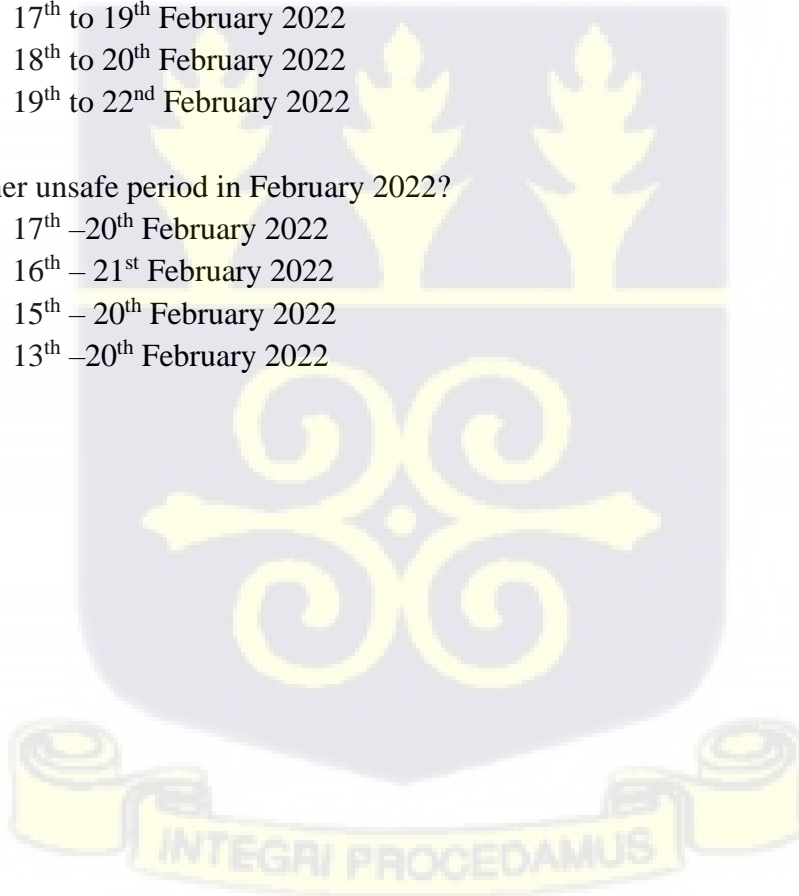 17th to 19th February 2022
18th to 20th February 2022
19th to 22nd February 2022
unsafe period in February 2022?
17th –20th February 2022
16th – 21st February 2022
15th – 20th February 2022
13th –20th February 2022
INTEGRI PROCEDAMUS